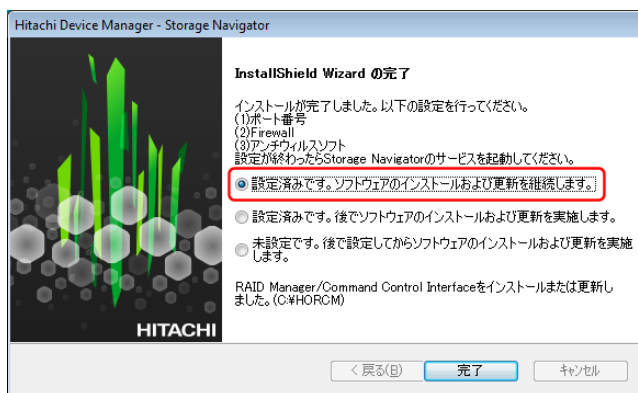 Hitachi Device Manager - Storage Navigator
InstallShield Wizard の完了
インストールが完了しました。以下の設定を行ってください。
(1)ポート番号
(2)Firewall
(3)アンチウィルスソフト
設定が終わったらStorage Navigatorのサービスを起動してください。
設定済みです。ソフトウェアのインストールおよび更新を継続します。
設定済みです。後でソフトウェアのインストールおよび更新を実施します。
未設定です。後で設定してからソフトウェアのインストールおよび更新を実施
します。
RAID Manager/Command Control Interfaceをインストールまたは更新し
ました。(C:¥HORCM)
HITACHI
< 戻る(B)
完了
キャンセル